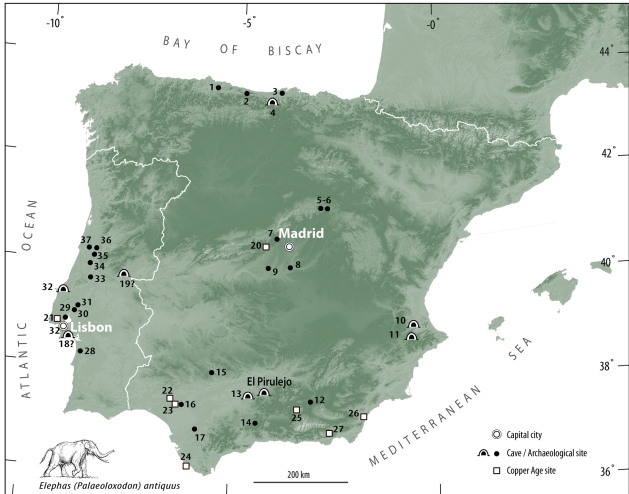 -10° -5° -0°
BAY OF BISCAY
44°
1 2 3
4
42°
5-6
OCEAN
7
Madrid
20
37 36
35
34
33
19?
8
9
40°
32
31
30
29
21
Lisbon
32
18?
28
10
11
ATLANTIC
SEA
38°
15
El Pirulejo
22
23
16
13
12
25
26
14
17
27
24
MEDITERRANEAN
Capital city
Cave / Archaeological site
Copper Age site
200 km
36°
Elephas (Palaeoloxodon) antiquus